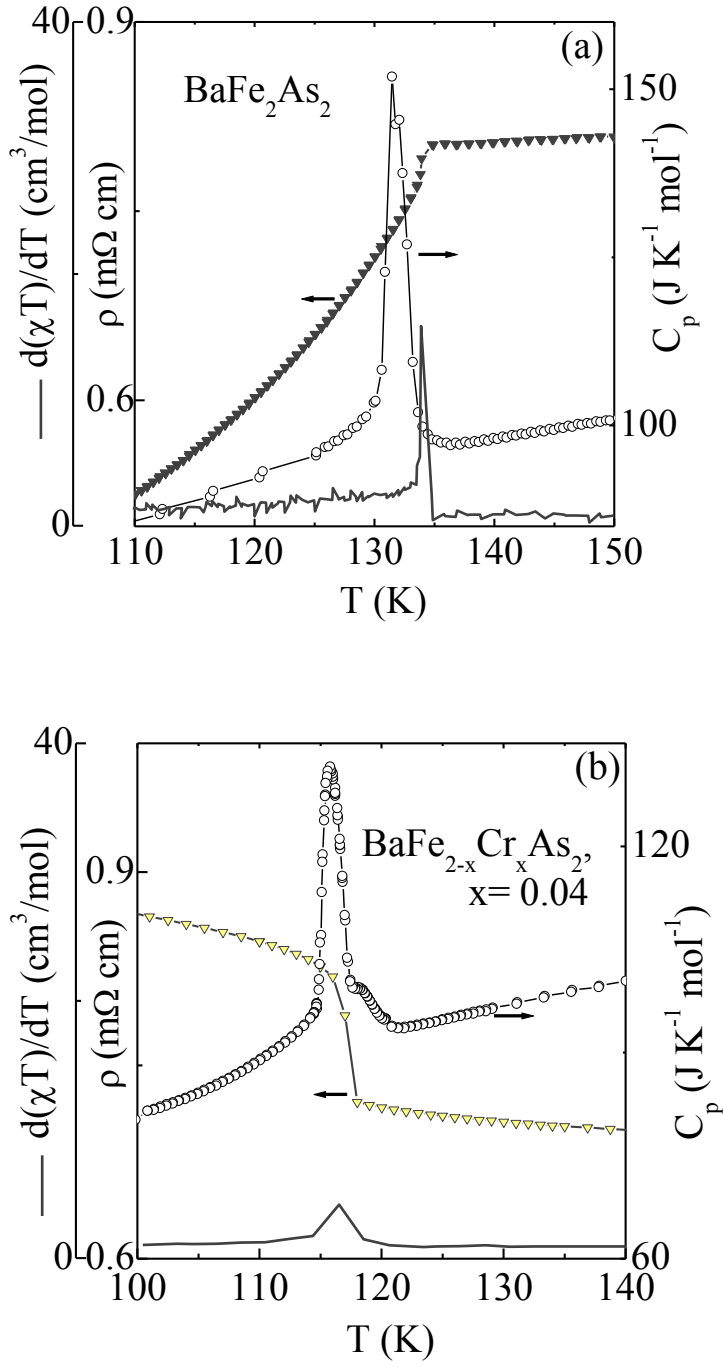 40
0.9
(a)
BaFe₂As₂
150
— d(χT)/dT (cm³/mol)
ρ (mΩ cm)
C_p (J K⁻¹ mol⁻¹)
0.6
100
0
110 120 130 140 150
T (K)
40
(b)
BaFe₂₋ₓCrₓAs₂,
x= 0.04
120
0.9
— d(χT)/dT (cm³/mol)
ρ (mΩ cm)
C_p (J K⁻¹ mol⁻¹)
0 0.6
60
100 110 120 130 140
T (K)